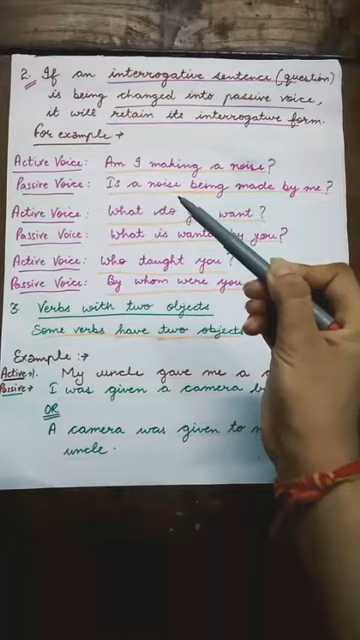 2. If an interrogative sentence (question)
is being changed into passive voice,
it will retain its interrogative form.
For example →
Active Voice: Am I making a noise?
Passive Voice: Is a noise being made by me?
Active Voice: What do you want?
Passive Voice: What is wanted by you?
Active Voice: Who taught you?
Passive Voice: By whom were you
3. Verbs with two objects
Some verbs have two objects
Example :→
Active→. My uncle gave me a
Passive→ I was given a camera
OR
A camera was given to
uncle.